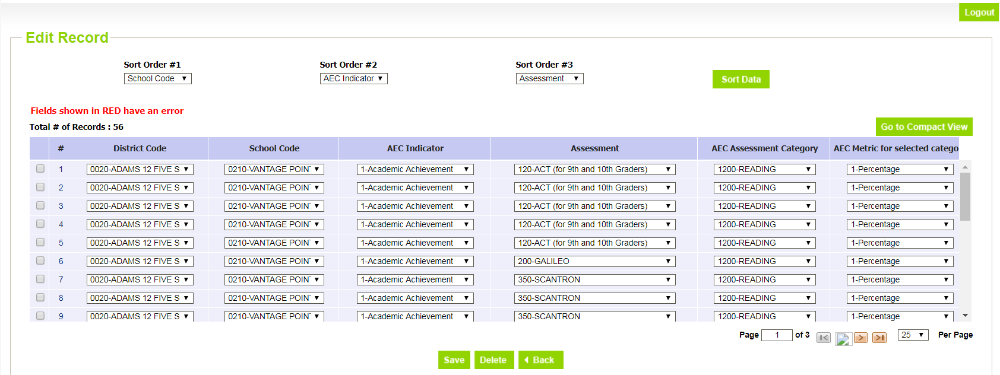 Logout
Edit Record
Sort Order #1 Sort Order #2 Sort Order #3
School Code AEC Indicator Assessment Sort Data
Fields shown in RED have an error
Total # of Records : 56 Go to Compact View
# District Code School Code AEC Indicator Assessment AEC Assessment Category AEC Metric for selected catego
1 0020-ADAMS 12 FIVE S 0210-VANTAGE POIN 1-Academic Achievement 120-ACT (for 9th and 10th Graders) 1200-READING 1-Percentage
2 0020-ADAMS 12 FIVE S 0210-VANTAGE POIN 1-Academic Achievement 120-ACT (for 9th and 10th Graders) 1200-READING 1-Percentage
3 0020-ADAMS 12 FIVE S 0210-VANTAGE POIN 1-Academic Achievement 120-ACT (for 9th and 10th Graders) 1200-READING 1-Percentage
4 0020-ADAMS 12 FIVE S 0210-VANTAGE POIN 1-Academic Achievement 120-ACT (for 9th and 10th Graders) 1200-READING 1-Percentage
5 0020-ADAMS 12 FIVE S 0210-VANTAGE POIN 1-Academic Achievement 120-ACT (for 9th and 10th Graders) 1200-READING 1-Percentage
6 0020-ADAMS 12 FIVE S 0210-VANTAGE POIN 1-Academic Achievement 200-GALILEO 1200-READING 1-Percentage
7 0020-ADAMS 12 FIVE S 0210-VANTAGE POIN 1-Academic Achievement 350-SCANTRON 1200-READING 1-Percentage
8 0020-ADAMS 12 FIVE S 0210-VANTAGE POIN 1-Academic Achievement 350-SCANTRON 1200-READING 1-Percentage
9 0020-ADAMS 12 FIVE S 0210-VANTAGE POIN 1-Academic Achievement 350-SCANTRON 1200-READING 1-Percentage
Page 1 of 3 25 Per Page
Save Delete Back